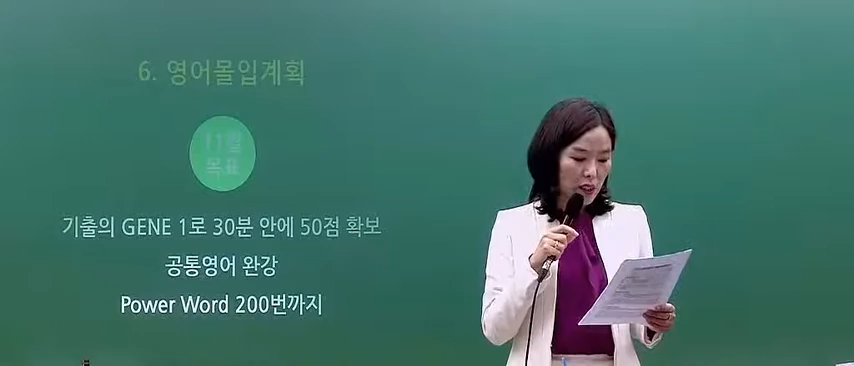 6. 영어몰입계획
11월
목표
기출의 GENE 1로 30분 안에 50점 확보
공통영어 완강
Power Word 200번까지